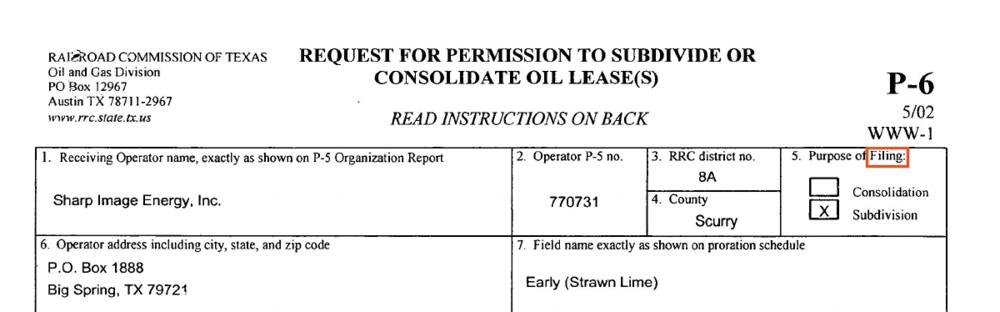 RAILROAD COMMISSION OF TEXAS
Oil and Gas Division
PO Box 12967
Austin TX 78711-2967
www.rrc.state.tx.us
REQUEST FOR PERMISSION TO SUBDIVIDE OR
CONSOLIDATE OIL LEASE(S)
READ INSTRUCTIONS ON BACK
P-6
5/02
WWW-1
1. Receiving Operator name, exactly as shown on P-5 Organization Report
Sharp Image Energy, Inc.
2. Operator P-5 no.
770731
3. RRC district no.
8A
4. County
Scurry
5. Purpose of Filing:
Consolidation
X Subdivision
6. Operator address including city, state, and zip code
P.O. Box 1888
Big Spring, TX 79721
7. Field name exactly as shown on proration schedule
Early (Strawn Lime)